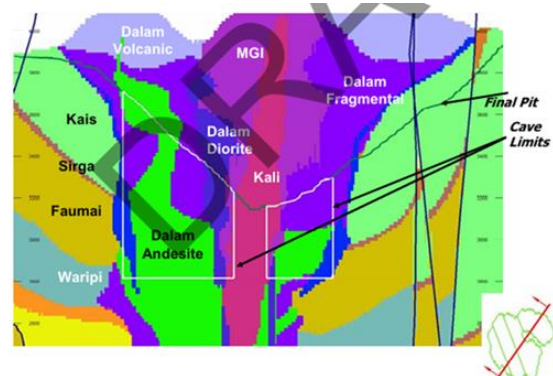 Dalam
Volcanic
MGI
Dalam
Fragmental
Final Pit
Cave
Limits
Kais
Dalam
Diorite
Sirga
Kali
Faumai
Dalam
Andesite
Waripi